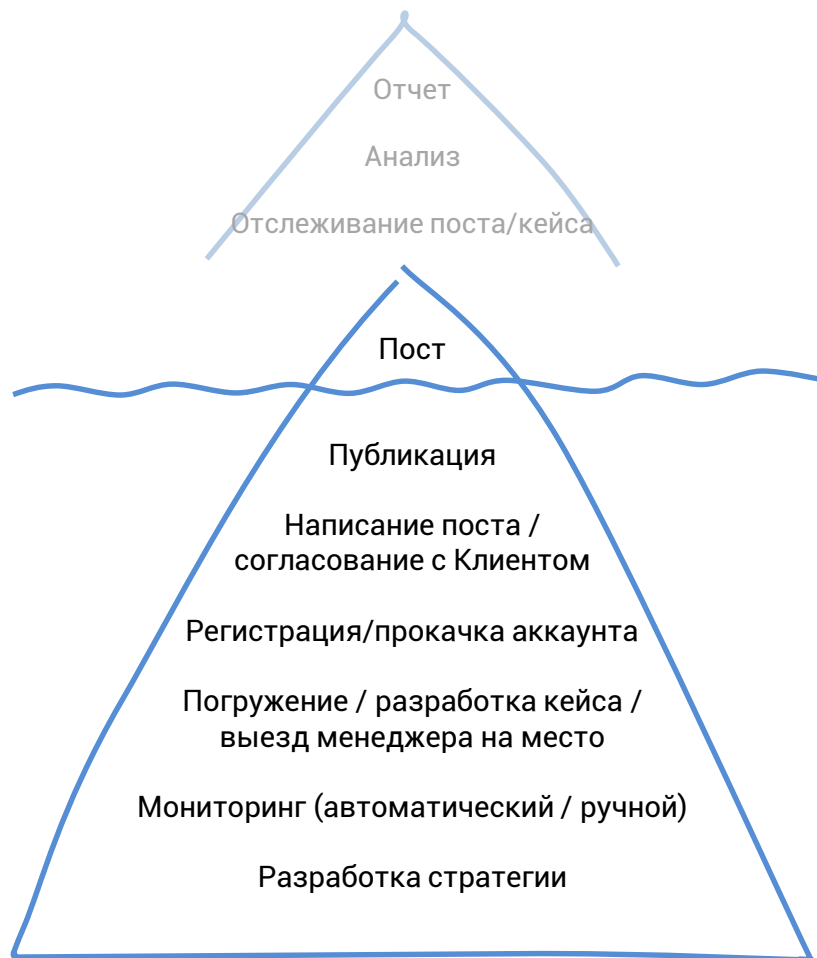 Отчет
Анализ
Отслеживание поста/кейса
Пост
Публикация
Написание поста /
согласование с Клиентом
Регистрация/прокачка аккаунта
Погружение / разработка кейса /
выезд менеджера на место
Мониторинг (автоматический / ручной)
Разработка стратегии